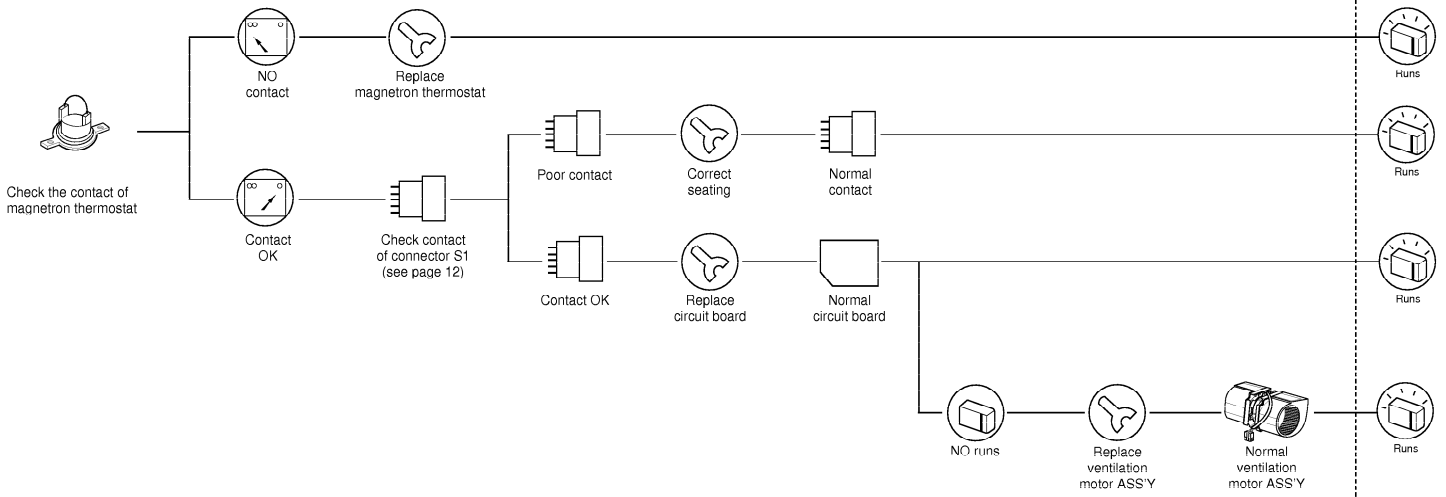 NO
contact
Replace
magnetron thermostat
Runs
Check the contact of
magnetron thermostat
Poor contact
Correct
seating
Normal
contact
Runs
Contact
OK
Check contact
of connector S1
(see page 12)
Contact OK
Replace
circuit board
Normal
circuit board
Runs
NO runs
Replace
ventilation
motor ASS'Y
Normal
ventilation
motor ASS'Y
Runs